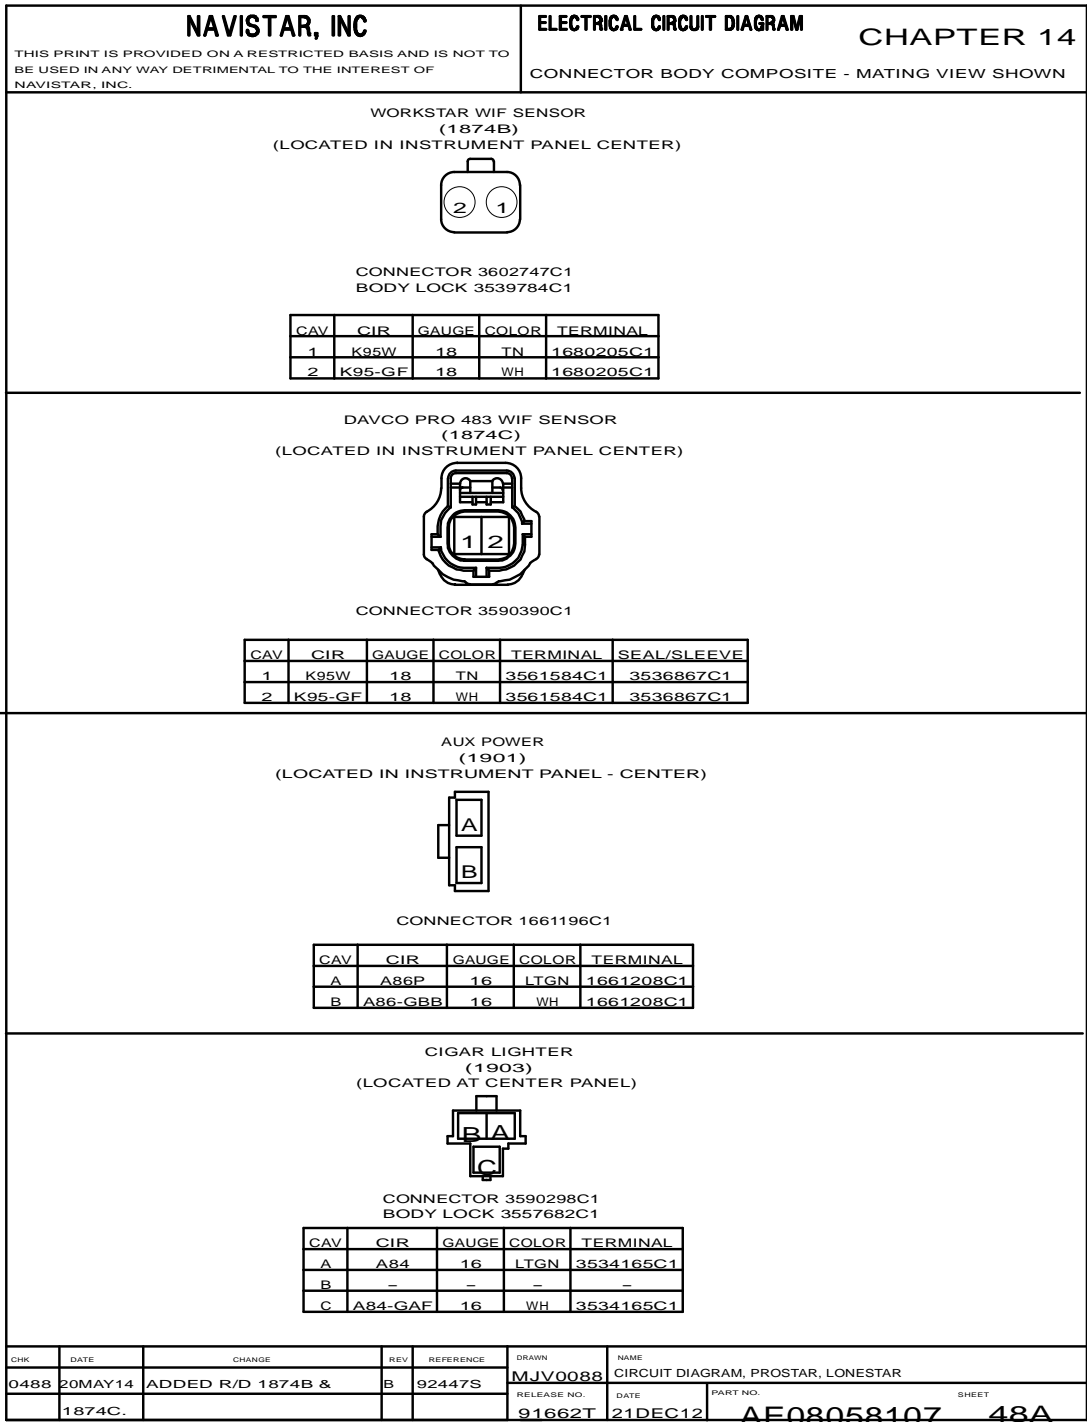 NAVISTAR, INC
THIS PRINT IS PROVIDED ON A RESTRICTED BASIS AND IS NOT TO
BE USED IN ANY WAY DETRIMENTAL TO THE INTEREST OF
NAVISTAR, INC.
ELECTRICAL CIRCUIT DIAGRAM
CHAPTER 14
CONNECTOR BODY COMPOSITE - MATING VIEW SHOWN
WORKSTAR WIF SENSOR
(1874B)
(LOCATED IN INSTRUMENT PANEL CENTER)
2 1
CONNECTOR 3602747C1
BODY LOCK 3539784C1
CAV CIR GAUGE COLOR TERMINAL
1 K95W 18 TN 1680205C1
2 K95-GF 18 WH 1680205C1
DAVCO PRO 483 WIF SENSOR
(1874C)
(LOCATED IN INSTRUMENT PANEL CENTER)
1 2
CONNECTOR 3590390C1
CAV CIR GAUGE COLOR TERMINAL SEAL/SLEEVE
1 K95W 18 TN 3561584C1 3536867C1
2 K95-GF 18 WH 3561584C1 3536867C1
AUX POWER
(1901)
(LOCATED IN INSTRUMENT PANEL - CENTER)
A
B
CONNECTOR 1661196C1
CAV CIR GAUGE COLOR TERMINAL
A A86P 16 LTGN 1661208C1
B A86-GBB 16 WH 1661208C1
CIGAR LIGHTER
(1903)
(LOCATED AT CENTER PANEL)
B A
C
CONNECTOR 3590298C1
BODY LOCK 3557682C1
CAV CIR GAUGE COLOR TERMINAL
A A84 16 LTGN 3534165C1
B – – – –
C A84-GAF 16 WH 3534165C1
CHK DATE CHANGE REV REFERENCE
0488 20MAY14 ADDED R/D 1874B & B 92447S
1874C.
DRAWN
MJV0088
NAME
CIRCUIT DIAGRAM, PROSTAR, LONESTAR
RELEASE NO. DATE PART NO. SHEET
91662T 21DEC12 AF08058107 48A